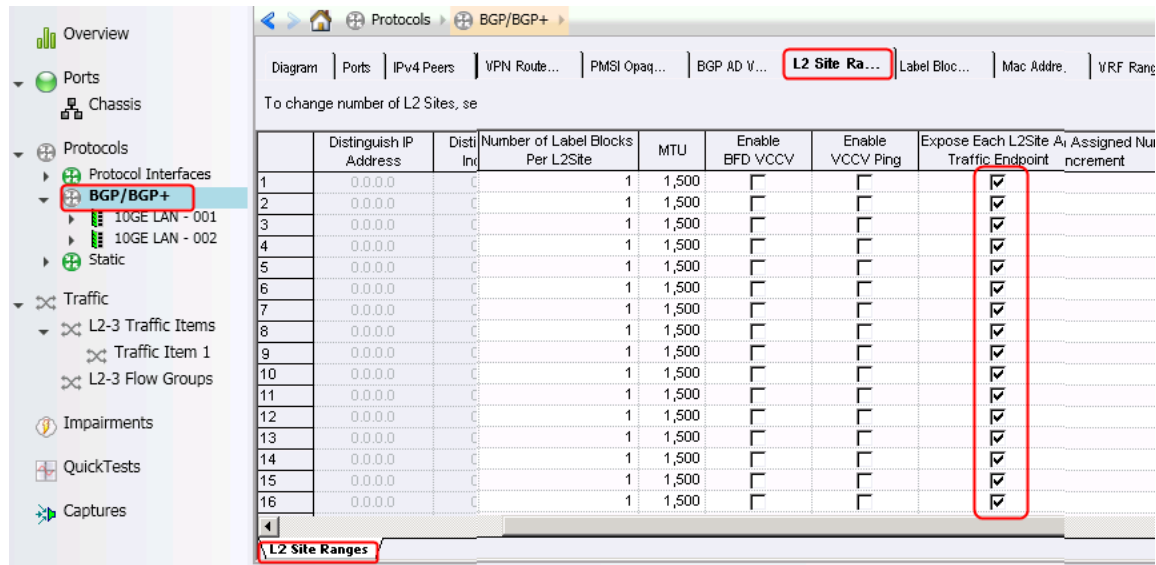 Overview
Ports
Chassis
Protocols
Protocol Interfaces
BGP/BGP+
10GE LAN - 001
10GE LAN - 002
Static
Traffic
L2-3 Traffic Items
Traffic Item 1
L2-3 Flow Groups
Impairments
QuickTests
Captures
Protocols BGP/BGP+
Diagram Ports IPv4 Peers VPN Route... PMSI Opaq... BGP AD V... L2 Site Ra... Label Bloc... Mac Addre. VRF Rang
To change number of L2 Sites, se
Distinguish IP Disti Number of Label Blocks MTU Enable Enable Expose Each L2Site A Assigned Nu
Address Inc Per L2Site BFD VCCV VCCV Ping Traffic Endpoint ncrement
1 0.0.0.0 1 1,500
2 0.0.0.0 1 1,500
3 0.0.0.0 1 1,500
4 0.0.0.0 1 1,500
5 0.0.0.0 1 1,500
6 0.0.0.0 1 1,500
7 0.0.0.0 1 1,500
8 0.0.0.0 1 1,500
9 0.0.0.0 1 1,500
10 0.0.0.0 1 1,500
11 0.0.0.0 1 1,500
12 0.0.0.0 1 1,500
13 0.0.0.0 1 1,500
14 0.0.0.0 1 1,500
15 0.0.0.0 1 1,500
16 0.0.0.0 1 1,500
L2 Site Ranges